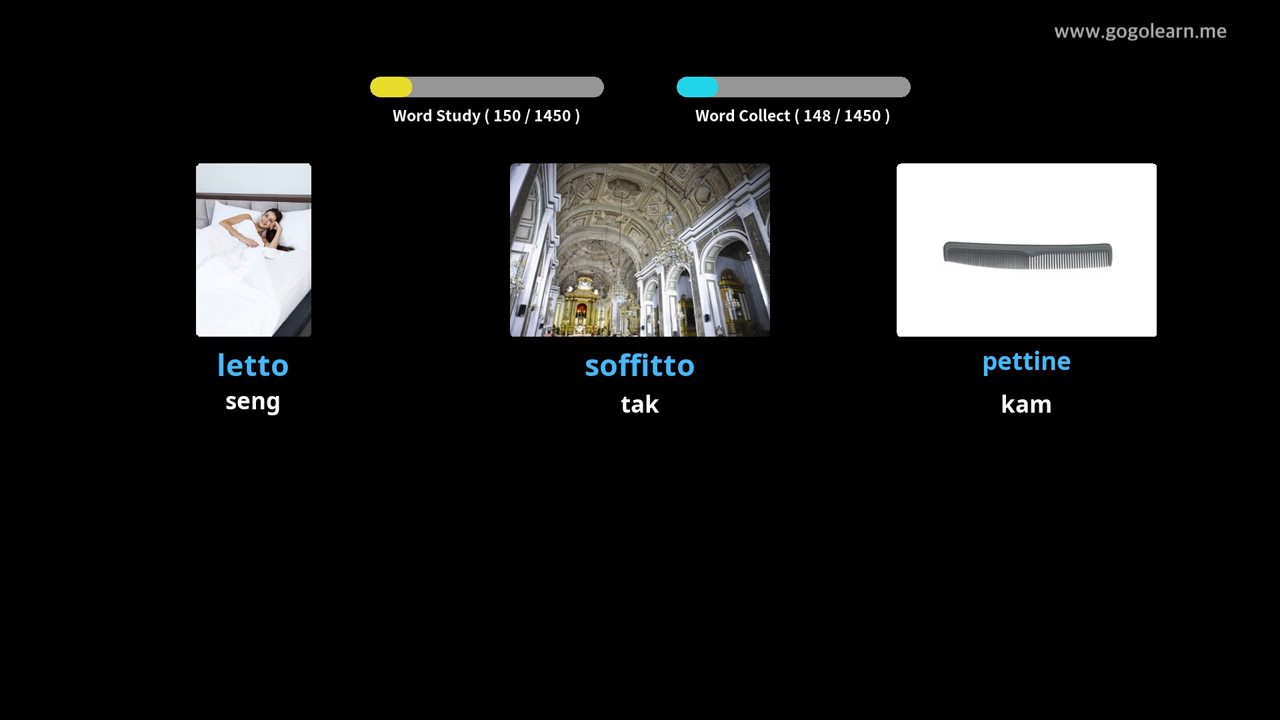 www.gogolearn.me
Word Study ( 150 / 1450 )
Word Collect ( 148 / 1450 )
letto
seng
soffitto
tak
pettine
kam